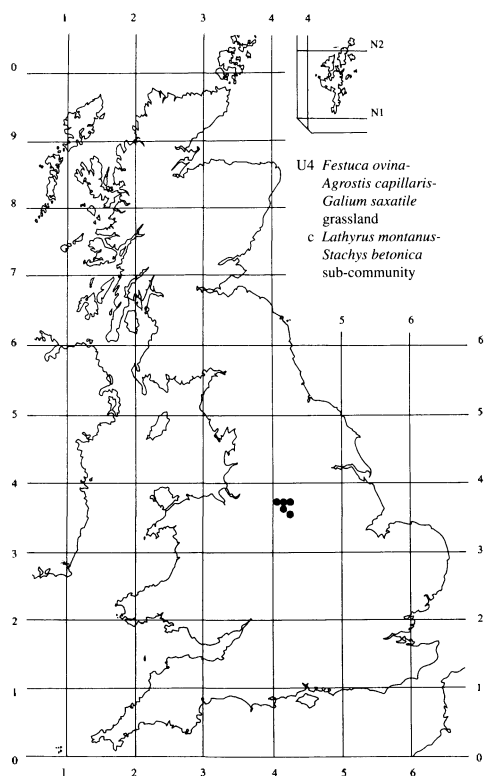 1 2 3 4
N2
N1
0
9
8
7
6
5
4
3
2
1
0
U4 Festuca ovina-
Agrostis capillaris-
Galium saxatile
grassland
c Lathyrus montanus-
Stachys betonica
sub-community
5 6
6
5
4
3
2
1
0
1 2 3 4 5 6